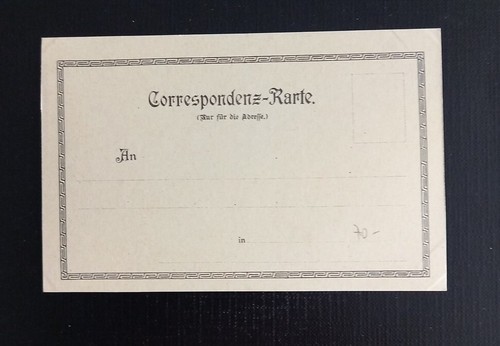 Correspondenz-Karte.
(Nur für die Adresse.)
An
in
70-